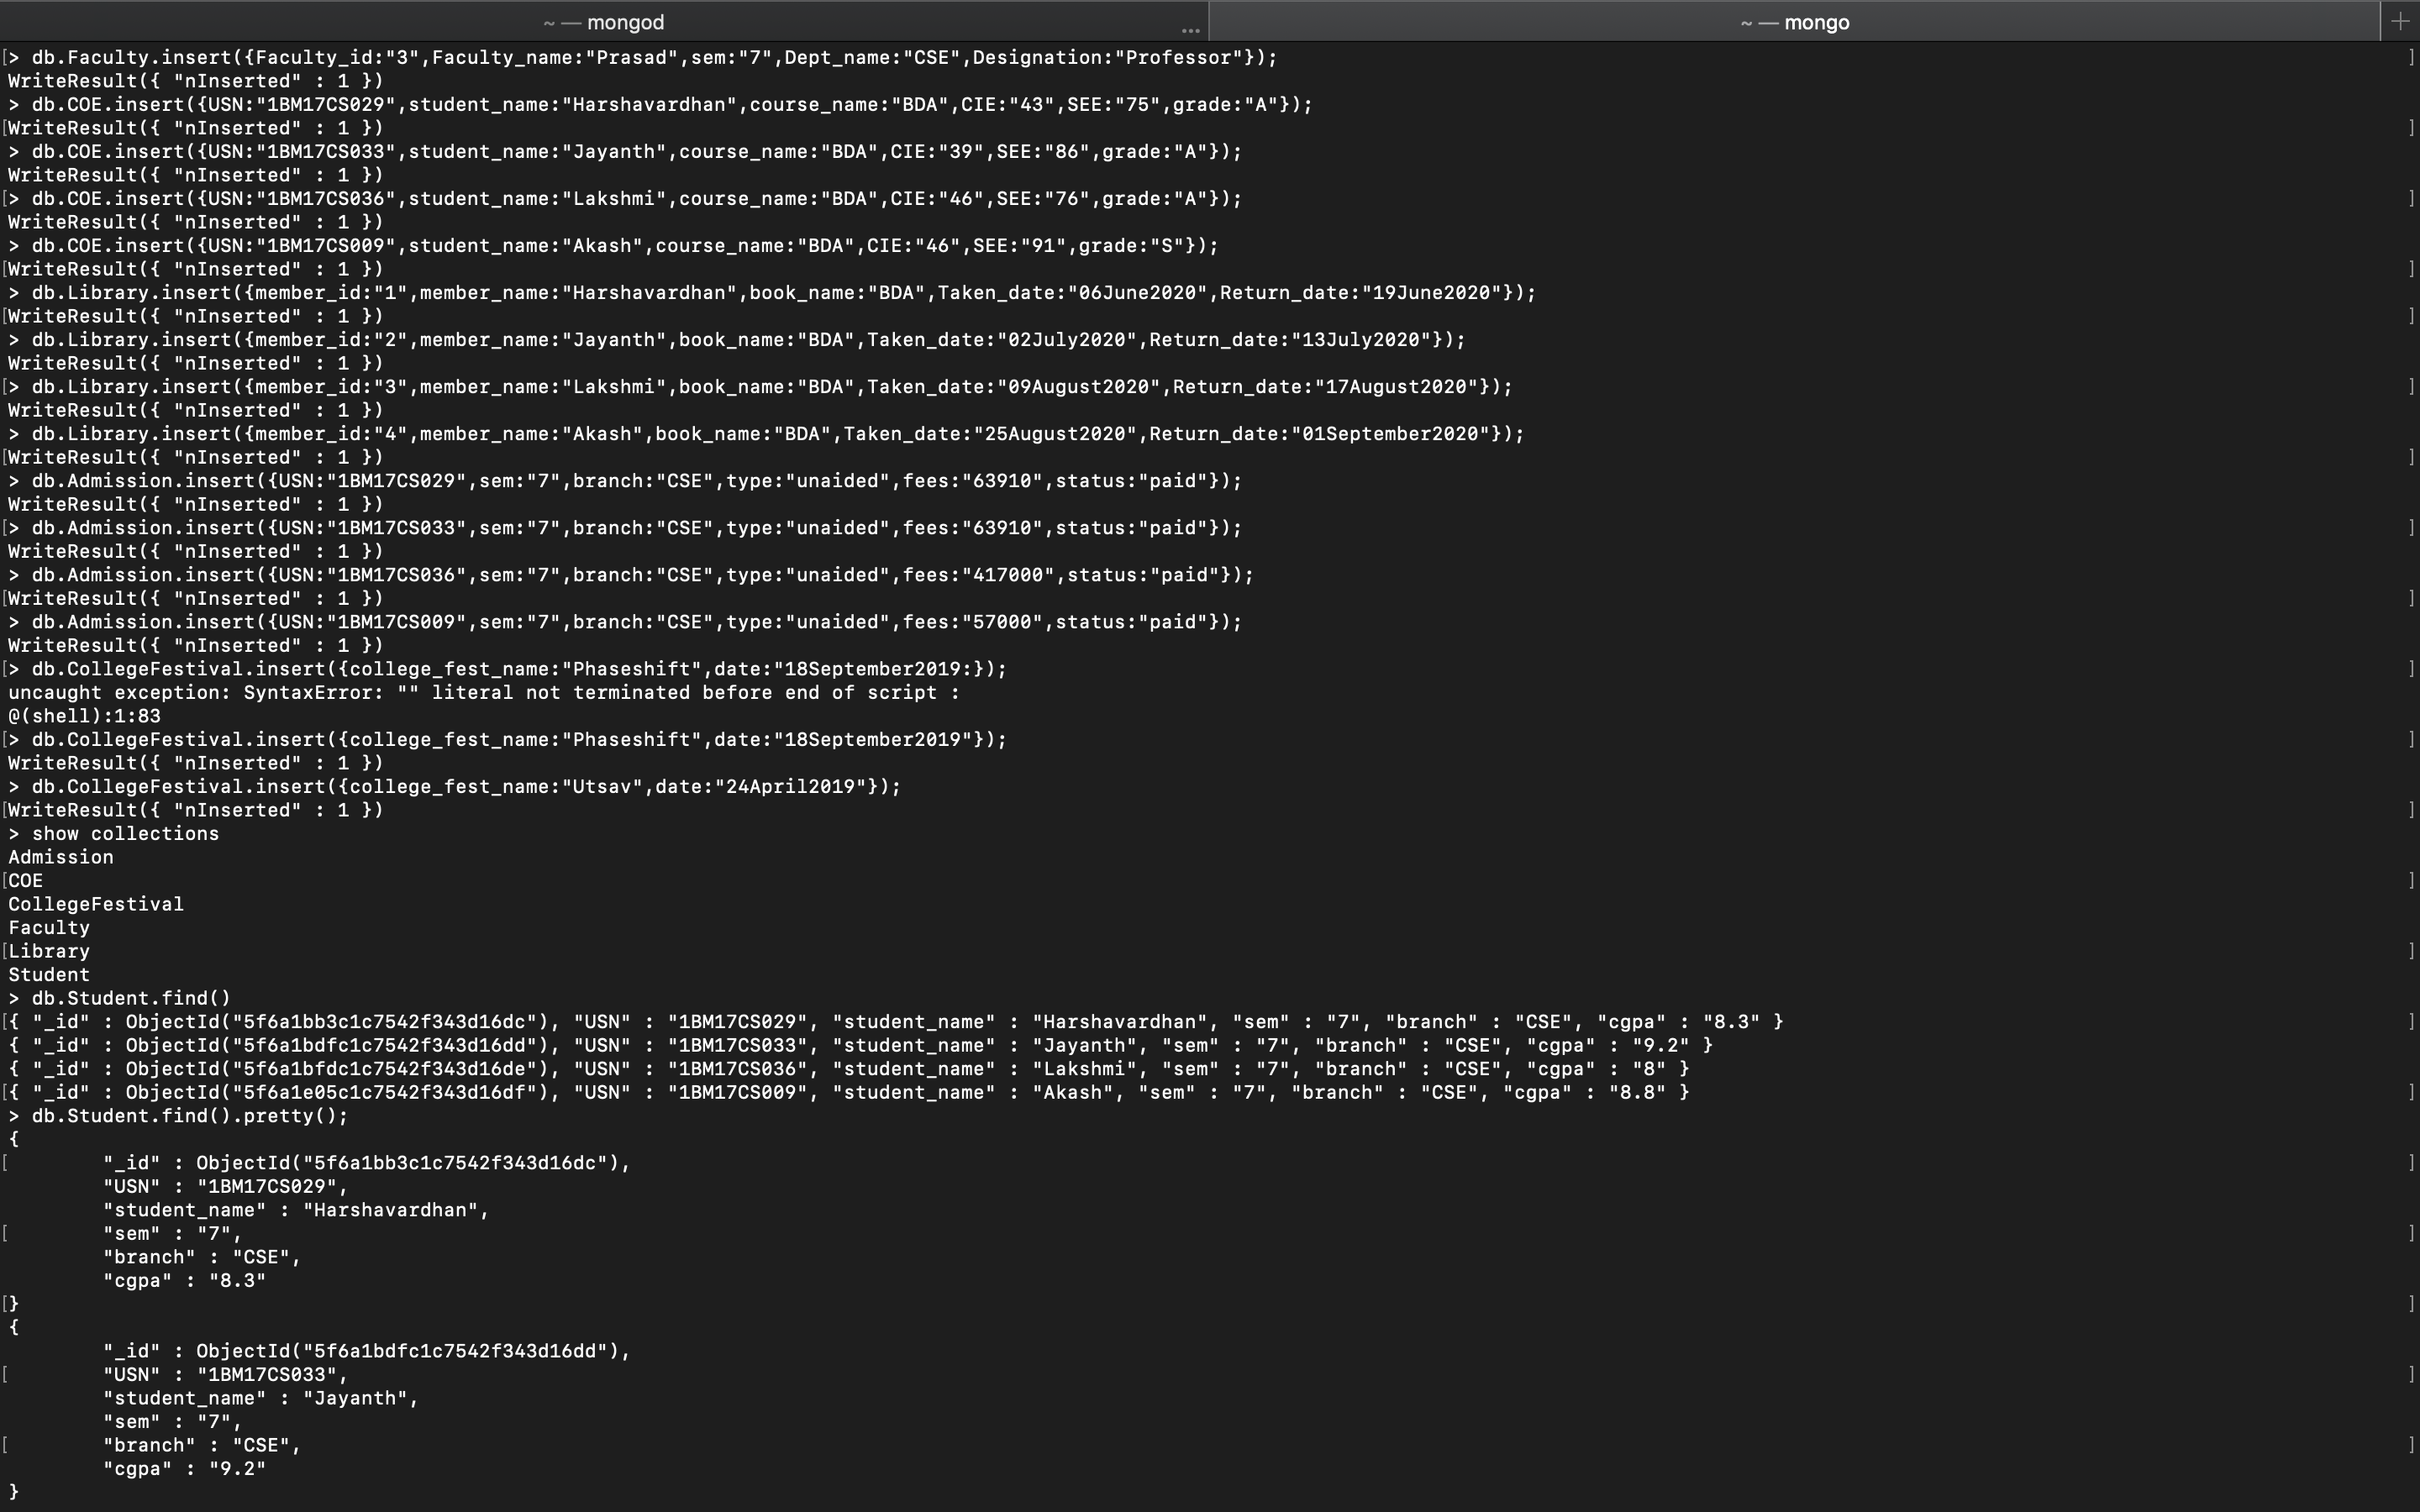 ~ — mongod
...
~ — mongo
+
[> db.Faculty.insert({Faculty_id:"3",Faculty_name:"Prasad",sem:"7",Dept_name:"CSE",Designation:"Professor"}); ]
WriteResult({ "nInserted" : 1 })
> db.COE.insert({USN:"1BM17CS029",student_name:"Harshavardhan",course_name:"BDA",CIE:"43",SEE:"75",grade:"A"});
[WriteResult({ "nInserted" : 1 }) ]
> db.COE.insert({USN:"1BM17CS033",student_name:"Jayanth",course_name:"BDA",CIE:"39",SEE:"86",grade:"A"});
WriteResult({ "nInserted" : 1 })
[> db.COE.insert({USN:"1BM17CS036",student_name:"Lakshmi",course_name:"BDA",CIE:"46",SEE:"76",grade:"A"}); ]
WriteResult({ "nInserted" : 1 })
> db.COE.insert({USN:"1BM17CS009",student_name:"Akash",course_name:"BDA",CIE:"46",SEE:"91",grade:"S"});
[WriteResult({ "nInserted" : 1 }) ]
> db.Library.insert({member_id:"1",member_name:"Harshavardhan",book_name:"BDA",Taken_date:"06June2020",Return_date:"19June2020"});
[WriteResult({ "nInserted" : 1 }) ]
> db.Library.insert({member_id:"2",member_name:"Jayanth",book_name:"BDA",Taken_date:"02July2020",Return_date:"13July2020"});
WriteResult({ "nInserted" : 1 })
[> db.Library.insert({member_id:"3",member_name:"Lakshmi",book_name:"BDA",Taken_date:"09August2020",Return_date:"17August2020"}); ]
WriteResult({ "nInserted" : 1 })
> db.Library.insert({member_id:"4",member_name:"Akash",book_name:"BDA",Taken_date:"25August2020",Return_date:"01September2020"});
[WriteResult({ "nInserted" : 1 }) ]
> db.Admission.insert({USN:"1BM17CS029",sem:"7",branch:"CSE",type:"unaided",fees:"63910",status:"paid"});
WriteResult({ "nInserted" : 1 })
[> db.Admission.insert({USN:"1BM17CS033",sem:"7",branch:"CSE",type:"unaided",fees:"63910",status:"paid"}); ]
WriteResult({ "nInserted" : 1 })
> db.Admission.insert({USN:"1BM17CS036",sem:"7",branch:"CSE",type:"unaided",fees:"417000",status:"paid"});
[WriteResult({ "nInserted" : 1 }) ]
> db.Admission.insert({USN:"1BM17CS009",sem:"7",branch:"CSE",type:"unaided",fees:"57000",status:"paid"});
WriteResult({ "nInserted" : 1 })
[> db.CollegeFestival.insert({college_fest_name:"Phaseshift",date:"18September2019:}); ]
uncaught exception: SyntaxError: "" literal not terminated before end of script :
@(shell):1:83
[> db.CollegeFestival.insert({college_fest_name:"Phaseshift",date:"18September2019"}); ]
WriteResult({ "nInserted" : 1 })
> db.CollegeFestival.insert({college_fest_name:"Utsav",date:"24April2019"});
[WriteResult({ "nInserted" : 1 }) ]
> show collections
Admission
[COE ]
CollegeFestival
Faculty
[Library ]
Student
> db.Student.find()
[{ "_id" : ObjectId("5f6a1bb3c1c7542f343d16dc"), "USN" : "1BM17CS029", "student_name" : "Harshavardhan", "sem" : "7", "branch" : "CSE", "cgpa" : "8.3" } ]
{ "_id" : ObjectId("5f6a1bdfc1c7542f343d16dd"), "USN" : "1BM17CS033", "student_name" : "Jayanth", "sem" : "7", "branch" : "CSE", "cgpa" : "9.2" }
{ "_id" : ObjectId("5f6a1bfdc1c7542f343d16de"), "USN" : "1BM17CS036", "student_name" : "Lakshmi", "sem" : "7", "branch" : "CSE", "cgpa" : "8" }
[{ "_id" : ObjectId("5f6a1e05c1c7542f343d16df"), "USN" : "1BM17CS009", "student_name" : "Akash", "sem" : "7", "branch" : "CSE", "cgpa" : "8.8" } ]
> db.Student.find().pretty();
{
[ "_id" : ObjectId("5f6a1bb3c1c7542f343d16dc"), ]
"USN" : "1BM17CS029",
"student_name" : "Harshavardhan",
[ "sem" : "7", ]
"branch" : "CSE",
"cgpa" : "8.3"
[} ]
{
"_id" : ObjectId("5f6a1bdfc1c7542f343d16dd"),
[ "USN" : "1BM17CS033", ]
"student_name" : "Jayanth",
"sem" : "7",
[ "branch" : "CSE", ]
"cgpa" : "9.2"
}